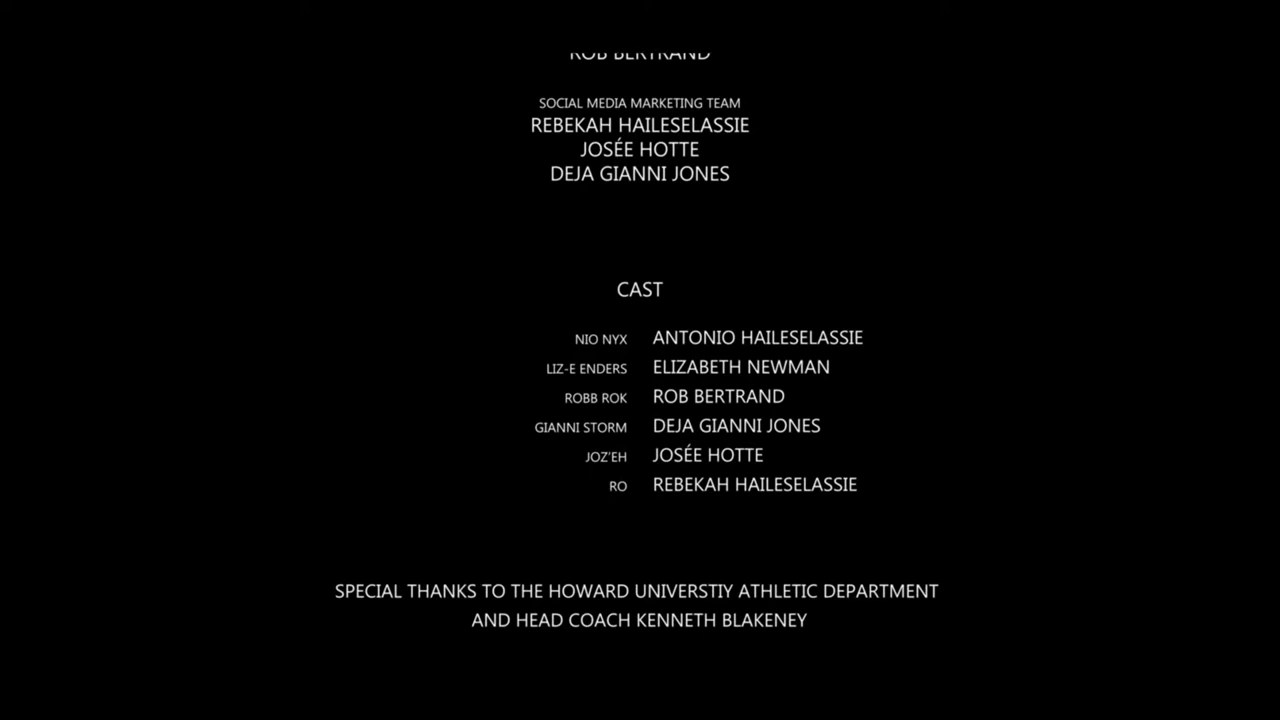 ROB BERTRAND
SOCIAL MEDIA MARKETING TEAM
REBEKAH HAILESELASSIE
JOSÉE HOTTE
DEJA GIANNI JONES
CAST
NIO NYX ANTONIO HAILESELASSIE
LIZ-E ENDERS ELIZABETH NEWMAN
ROBB ROK ROB BERTRAND
GIANNI STORM DEJA GIANNI JONES
JOZ'EH JOSÉE HOTTE
RO REBEKAH HAILESELASSIE
SPECIAL THANKS TO THE HOWARD UNIVERSTIY ATHLETIC DEPARTMENT
AND HEAD COACH KENNETH BLAKENEY